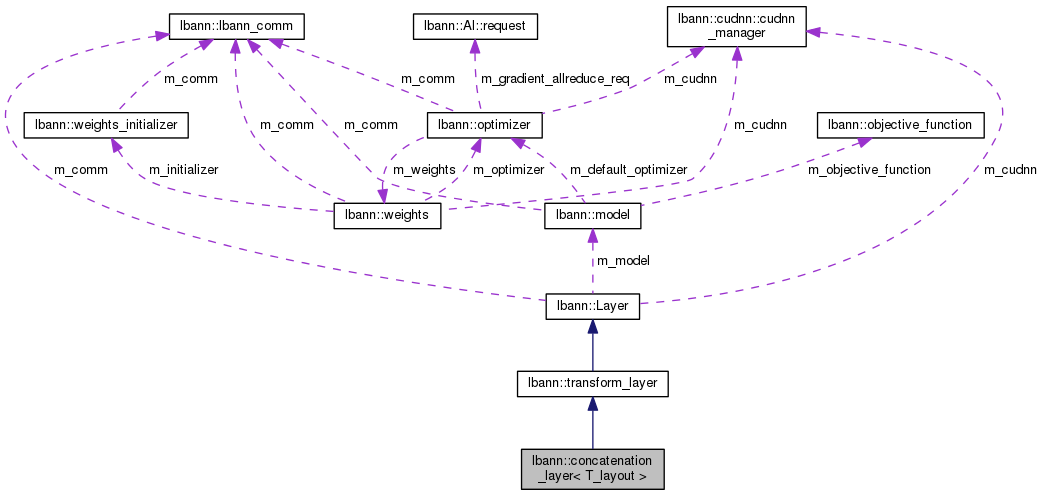 lbann::lbann_comm
lbann::Al::request
lbann::cudnn::cudnn
_manager
m_comm
m_comm
m_gradient_allreduce_req
m_cudnn
lbann::weights_initializer
m_comm
m_comm
lbann::optimizer
m_cudnn
lbann::objective_function
m_comm
m_initializer
m_weights
m_optimizer
m_default_optimizer
m_objective_function
m_cudnn
lbann::weights
lbann::model
m_model
lbann::Layer
lbann::transform_layer
lbann::concatenation
_layer< T_layout >